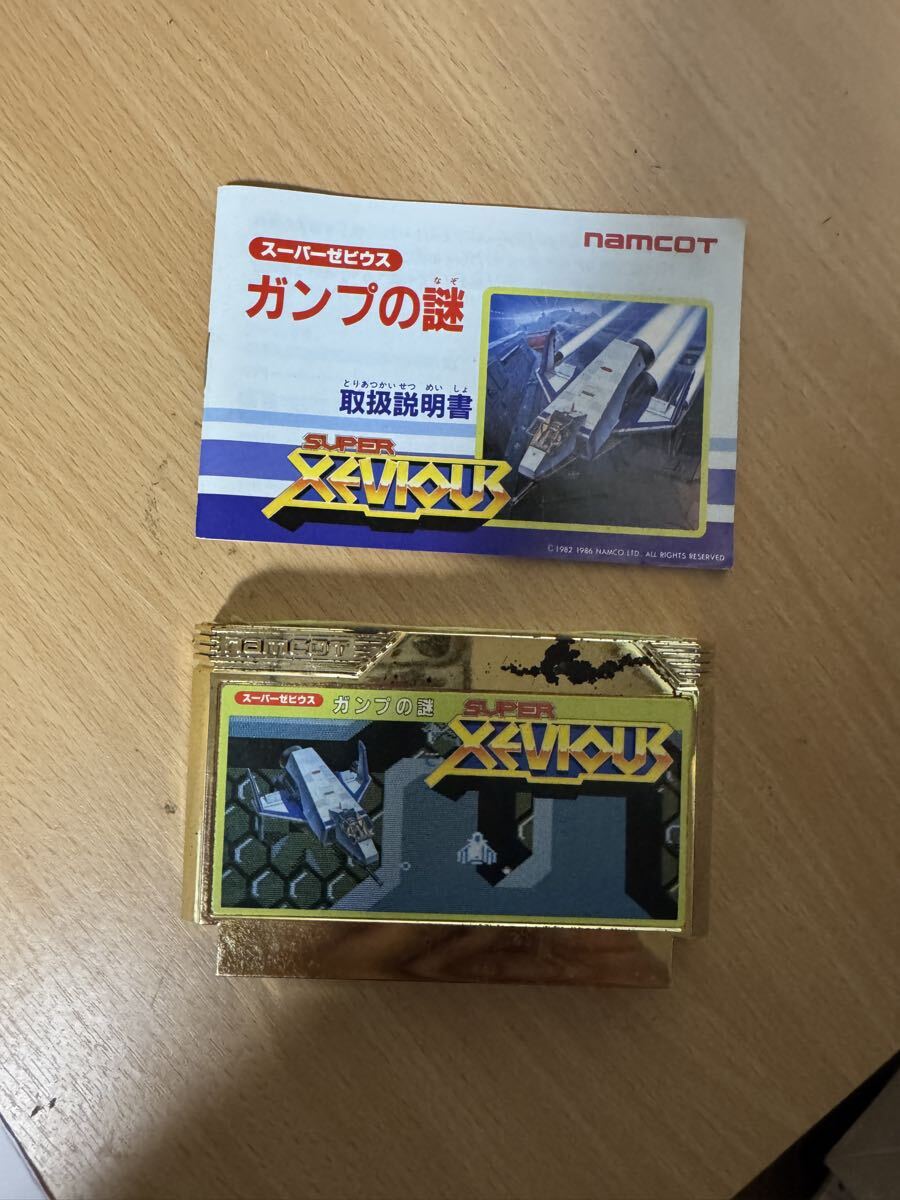 namcoT
スーパーゼビウス
なぞ
ガンプの謎
とりあつかいせつ めい しょ
取扱説明書
SUPER
XEVIOUS
© 1982 1986 NAMCO LTD. ALL RIGHTS RESERVED
namcoT
スーパーゼビウス ガンプの謎
SUPER
XEVIOUS